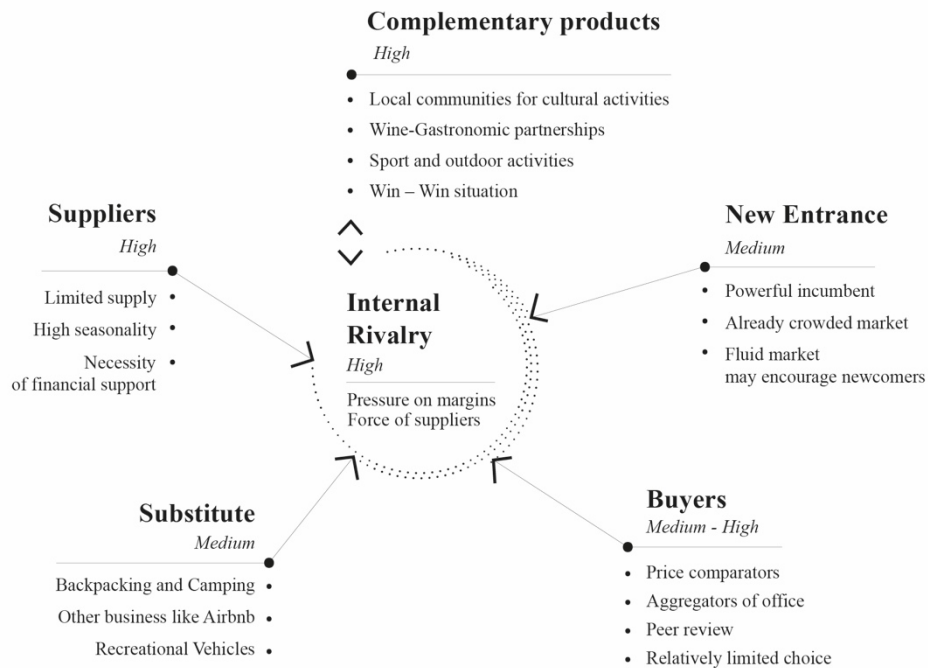 Complementary products
High
• Local communities for cultural activities
• Wine-Gastronomic partnerships
• Sport and outdoor activities
• Win – Win situation
Suppliers
High
Limited supply •
High seasonality •
Necessity •
of financial support
New Entrance
Medium
• Powerful incumbent
• Already crowded market
• Fluid market
may encourage newcomers
Internal
Rivalry
High
Pressure on margins
Force of suppliers
Substitute
Medium
Backpacking and Camping •
Other business like Airbnb •
Recreational Vehicles •
Buyers
Medium - High
• Price comparators
• Aggregators of office
• Peer review
• Relatively limited choice